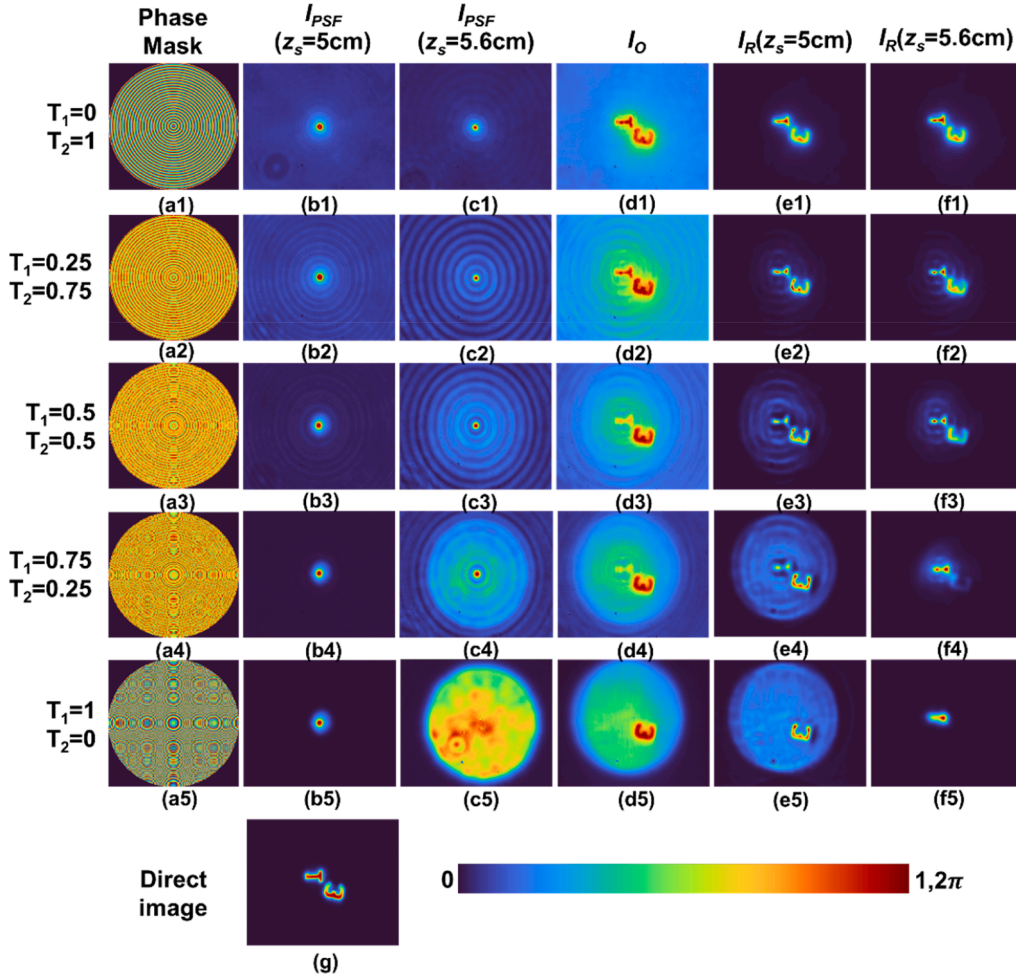 Phase Mask
I_PSF (z_s=5cm)
I_PSF (z_s=5.6cm)
I_O
I_R(z_s=5cm)
I_R(z_s=5.6cm)
T_1=0
T_2=1
(a1) (b1) (c1) (d1) (e1) (f1)
T_1=0.25
T_2=0.75
(a2) (b2) (c2) (d2) (e2) (f2)
T_1=0.5
T_2=0.5
(a3) (b3) (c3) (d3) (e3) (f3)
T_1=0.75
T_2=0.25
(a4) (b4) (c4) (d4) (e4) (f4)
T_1=1
T_2=0
(a5) (b5) (c5) (d5) (e5) (f5)
Direct
image
(g)
0
1,2π